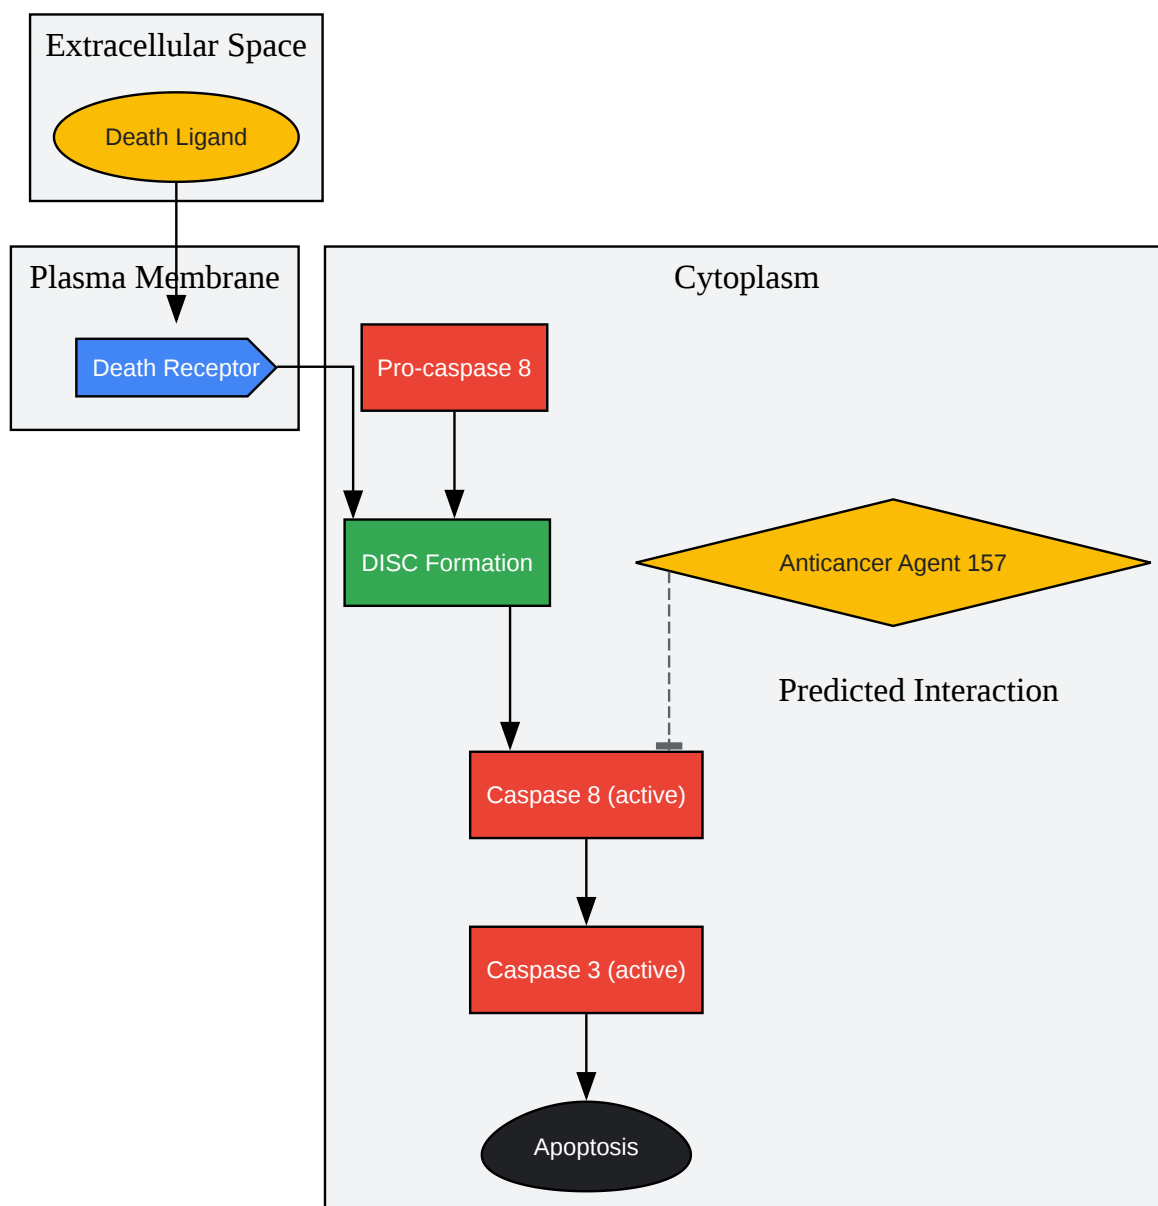 Extracellular Space
Death Ligand
Plasma Membrane
Death Receptor
Cytoplasm
Pro-caspase 8
DISC Formation
Anticancer Agent 157
Predicted Interaction
Caspase 8 (active)
Caspase 3 (active)
Apoptosis